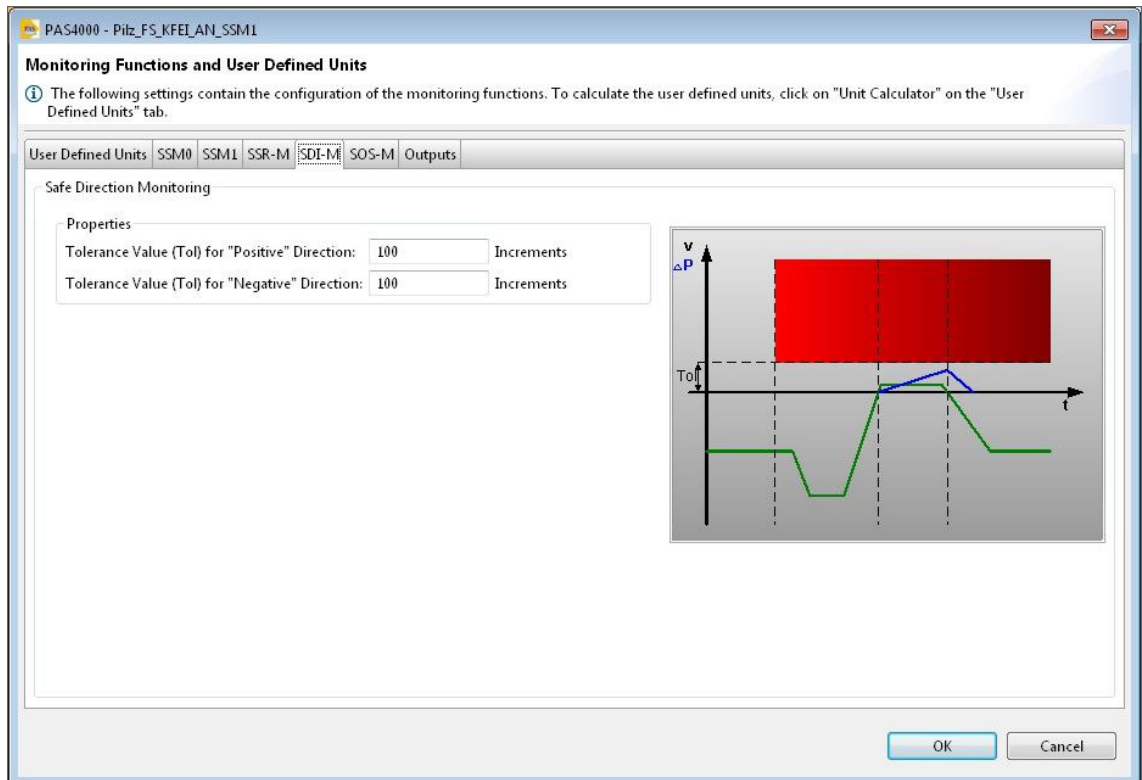 PAS4000 - Pilz_FS_KFEI_AN_SSM1
Monitoring Functions and User Defined Units
The following settings contain the configuration of the monitoring functions. To calculate the user defined units, click on "Unit Calculator" on the "User
Defined Units" tab.
User Defined Units SSM0 SSM1 SSR-M SDI-M SOS-M Outputs
Safe Direction Monitoring
Properties
Tolerance Value (Tol) for "Positive" Direction: 100 Increments
Tolerance Value (Tol) for "Negative" Direction: 100 Increments
v
△P
Tol
t
OK Cancel